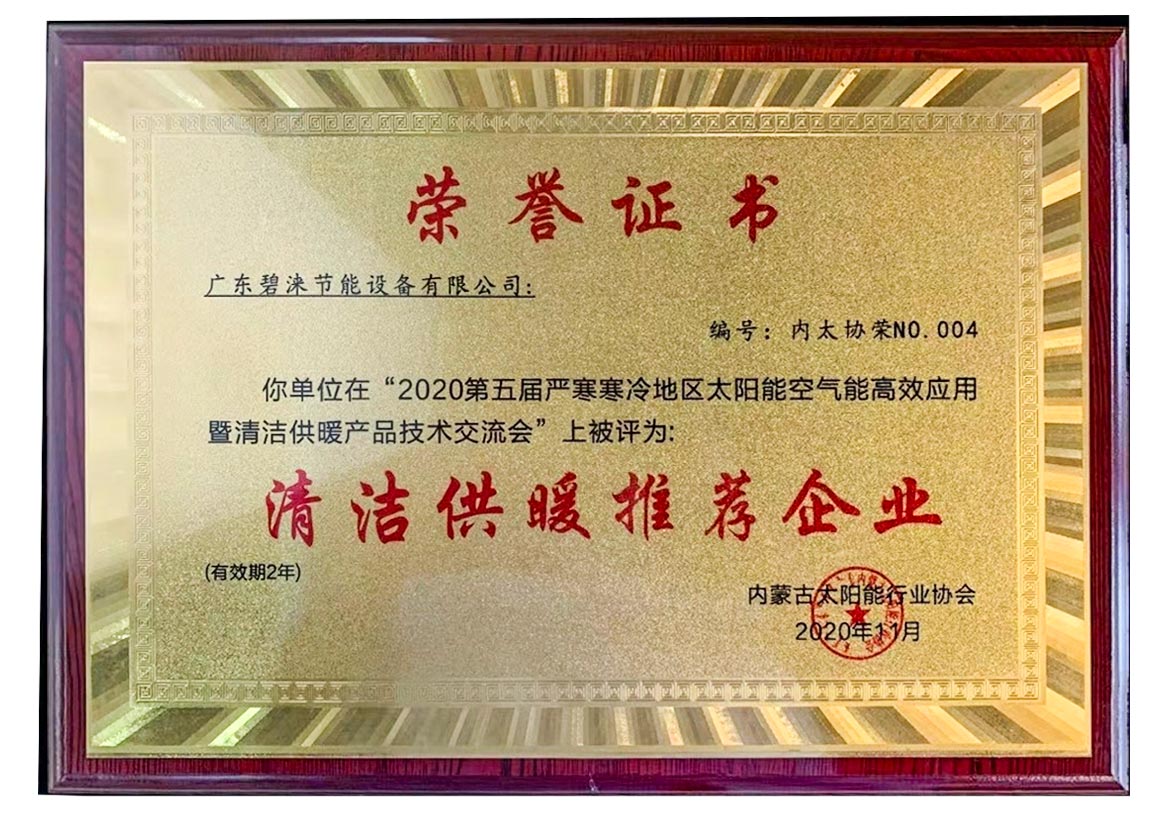 荣誉证书
广东碧涞节能设备有限公司:
编号：内太协荣NO.004
你单位在“2020第五届严寒寒冷地区太阳能空气能高效应用
暨清洁供暖产品技术交流会”上被评为:
清洁供暖推荐企业
(有效期2年)
内蒙古太阳能行业协会
2020年11月